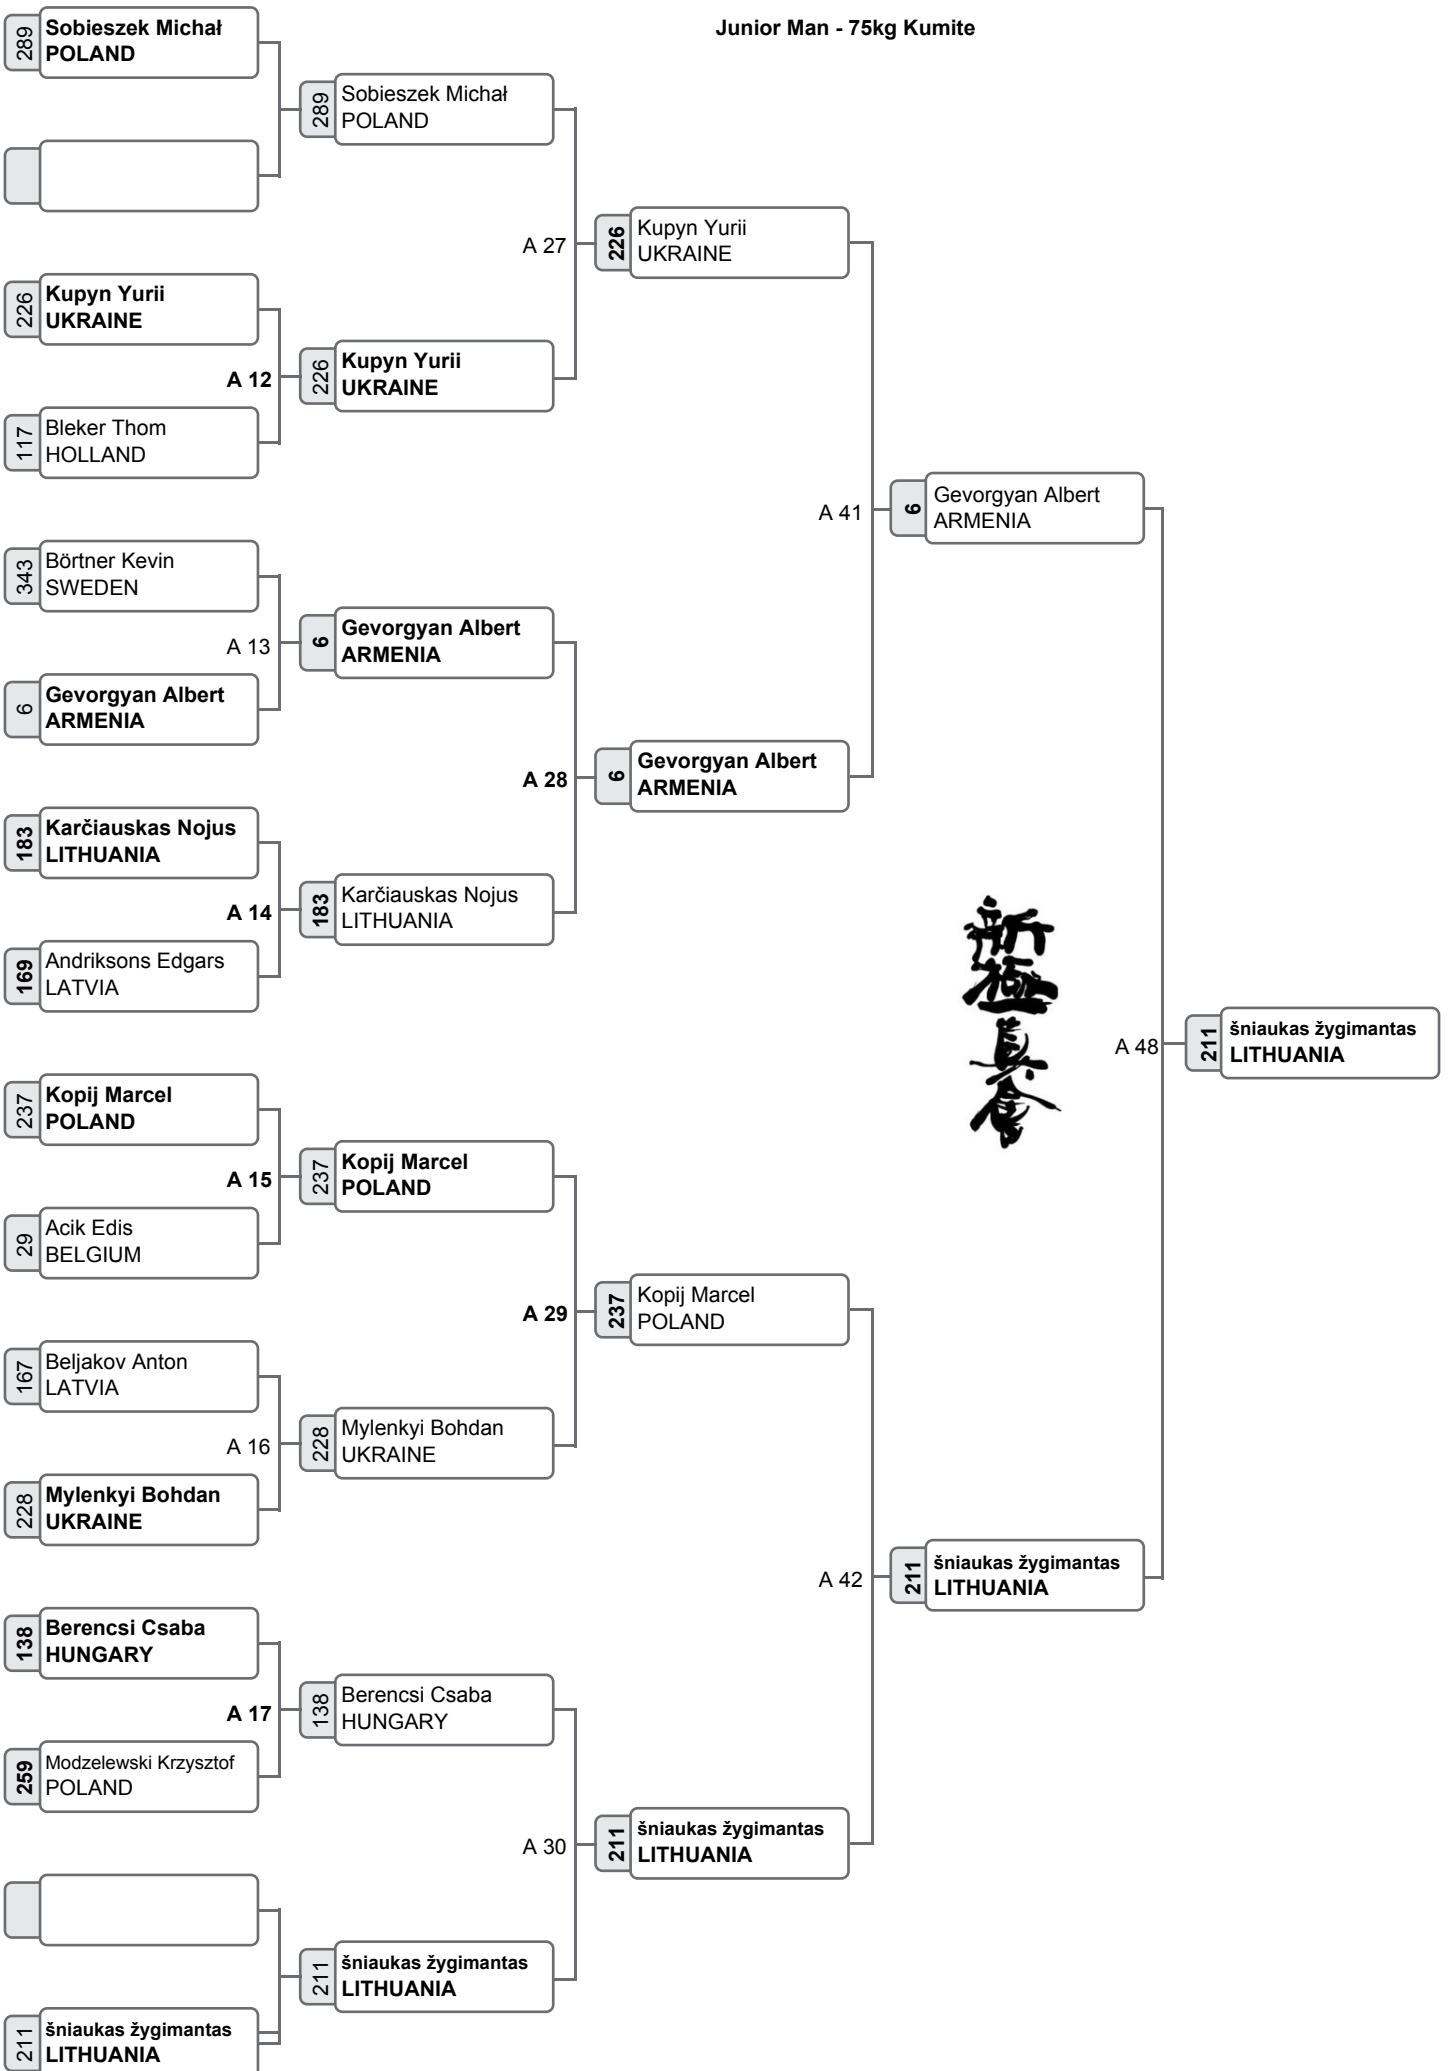 Junior Man - 75kg Kumite
289
Sobieszek Michał
POLAND
226
Kupyn Yurii
UKRAINE
A 12
117
Bleker Thom
HOLLAND
343
Börtner Kevin
SWEDEN
A 13
6
Gevorgyan Albert
ARMENIA
183
Karčiauskas Nojus
LITHUANIA
A 14
169
Andriksons Edgars
LATVIA
237
Kopij Marcel
POLAND
A 15
29
Acik Edis
BELGIUM
167
Beljakov Anton
LATVIA
A 16
228
Mylenkyi Bohdan
UKRAINE
138
Berencsi Csaba
HUNGARY
A 17
259
Modzelewski Krzysztof
POLAND
211
šniaukas žygimantas
LITHUANIA
289
Sobieszek Michał
POLAND
A 27
226
Kupyn Yurii
UKRAINE
6
Gevorgyan Albert
ARMENIA
A 28
183
Karčiauskas Nojus
LITHUANIA
237
Kopij Marcel
POLAND
A 29
228
Mylenkyi Bohdan
UKRAINE
138
Berencsi Csaba
HUNGARY
A 30
211
šniaukas žygimantas
LITHUANIA
226
Kupyn Yurii
UKRAINE
A 41
6
Gevorgyan Albert
ARMENIA
237
Kopij Marcel
POLAND
A 42
211
šniaukas žygimantas
LITHUANIA
6
Gevorgyan Albert
ARMENIA
A 48
211
šniaukas žygimantas
LITHUANIA
211
šniaukas žygimantas
LITHUANIA
新極真會